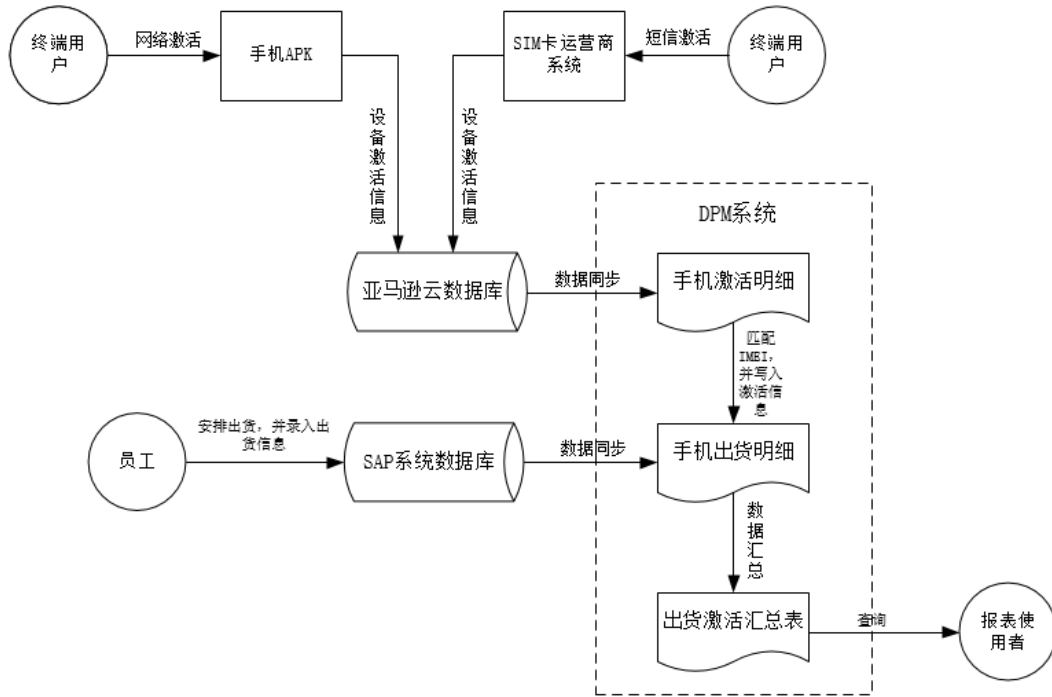 终端用
户
网络激活
手机APK
SIM卡运营商
系统
短信激活
终端用
户
设备激活信息
设备激活信息
DPM系统
亚马逊云数据库
数据同步
手机激活明细
匹配
IMEI,
并写入
激活信
息
员工
安排出货，并录入出
货信息
SAP系统数据库
数据同步
手机出货明细
数据汇总
出货激活汇总表
查询
报表使
用者